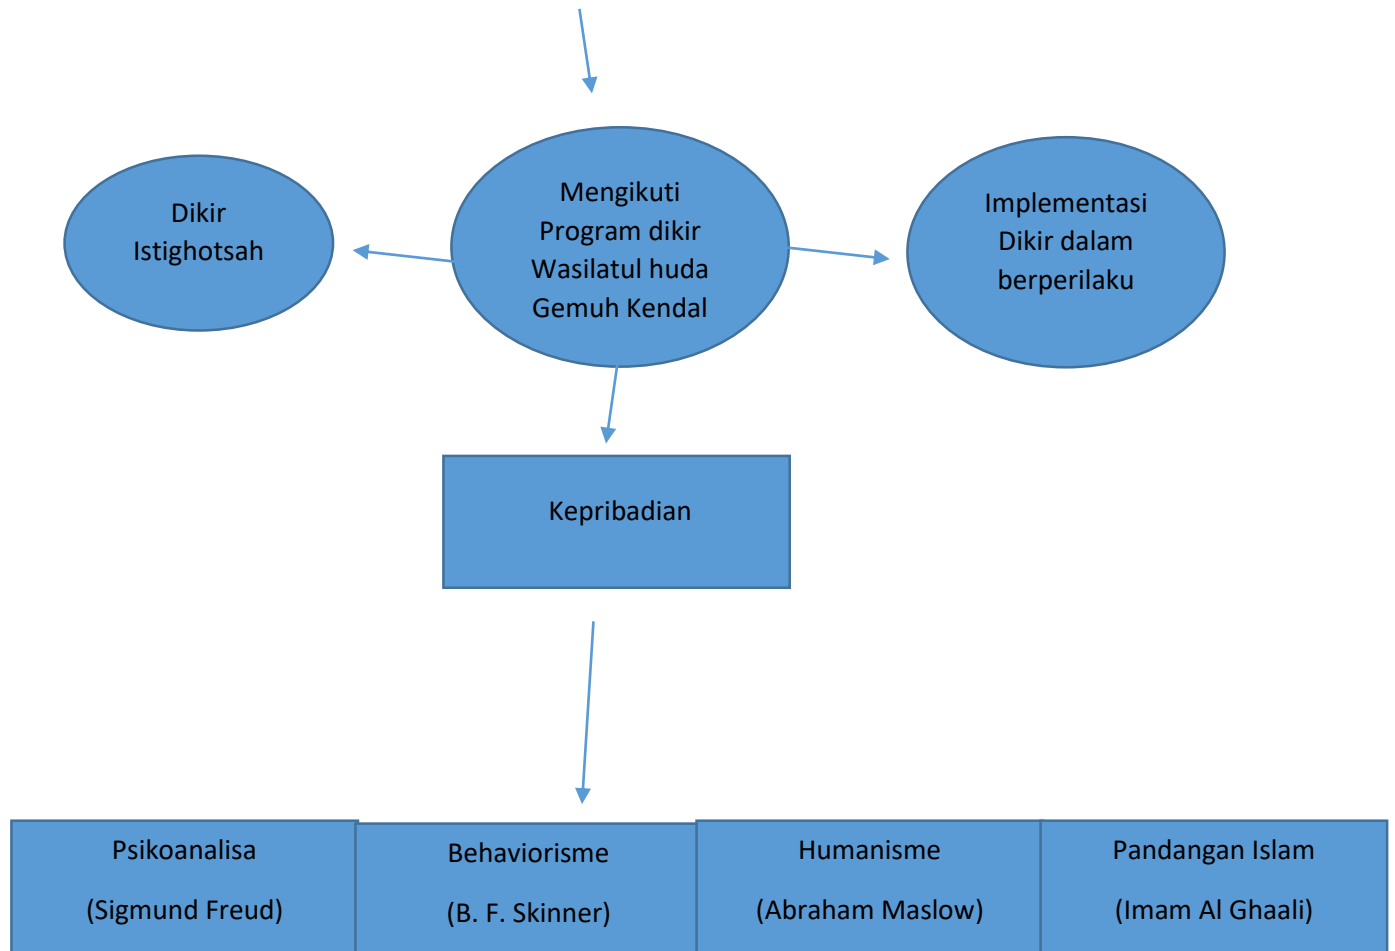 Dikir
Istighotsah
Mengikuti
Program dikir
Wasilatul huda
Gemuh Kendal
Implementasi
Dikir dalam
berperilaku
Kepribadian
Psikoanalisa
(Sigmund Freud)
Behaviorisme
(B. F. Skinner)
Humanisme
(Abraham Maslow)
Pandangan Islam
(Imam Al Ghaali)